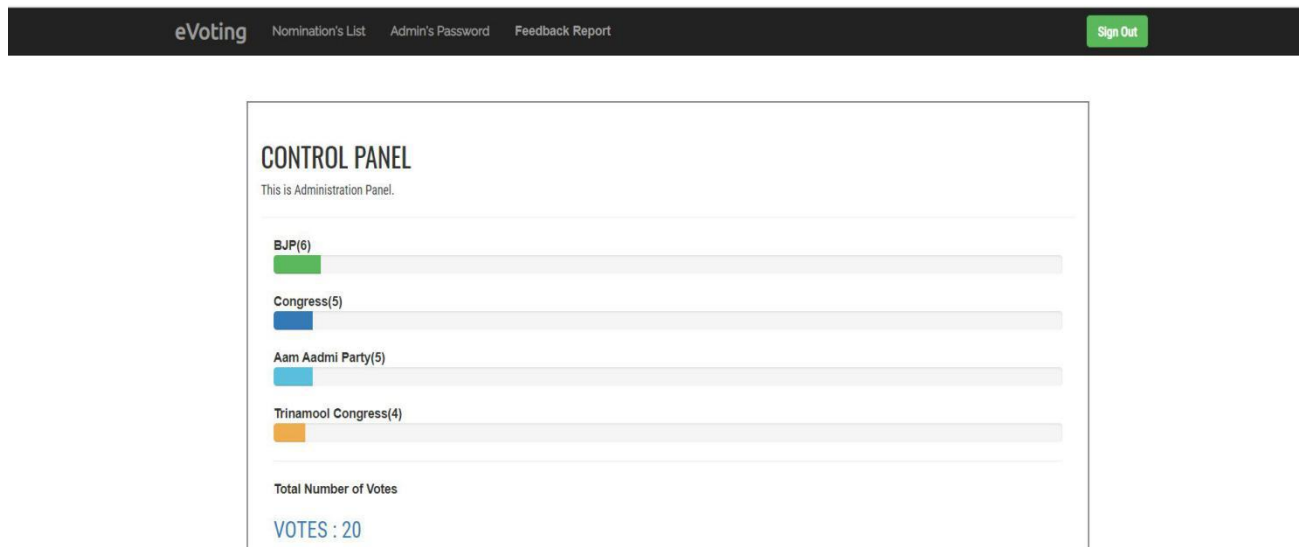 eVoting Nomination's List Admin's Password Feedback Report Sign Out
CONTROL PANEL
This is Administration Panel.
BJP(6)
Congress(5)
Aam Aadmi Party(5)
Trinamool Congress(4)
Total Number of Votes
VOTES : 20